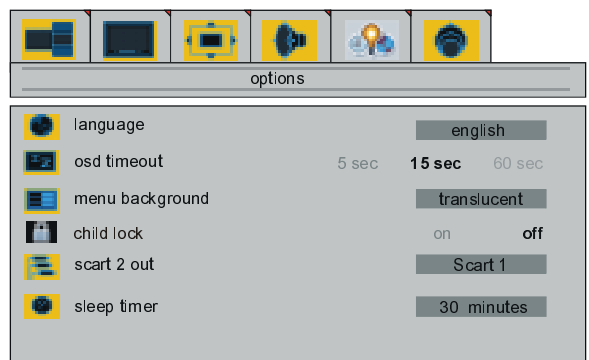 options
language english
osd timeout 5 sec 15 sec 60 sec
menu background translucent
child lock on off
scart 2 out Scart 1
sleep timer 30 minutes